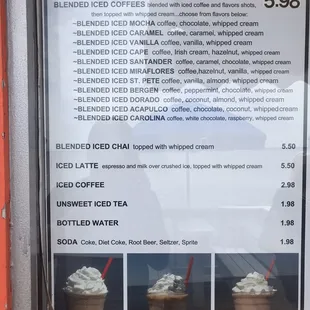 BLENDED ICED COFFEES blended with iced coffee and flavors shots, 5.98
then topped with whipped cream ...choose from flavors below:
~BLENDED ICED MOCHA coffee, chocolate, whipped cream
~BLENDED ICED CARAMEL coffee, caramel, whipped cream
~BLENDED ICED VANILLA coffee, vanilla, whipped cream
~BLENDED ICED CAPE coffee, Irish cream, hazelnut, whipped cream
~BLENDED ICED SANTANDER coffee, caramel, chocolate, whipped cream
~BLENDED ICED MIRAFLORES coffee,hazelnut, vanilla, whipped cream
~BLENDED ICED ST. PETE coffee, vanilla, almond whipped cream
~BLENDED ICED BERGEN coffee, peppermint, chocolate, whipped cream
~BLENDED ICED DORADO coffee, coconut, almond, whipped cream
~BLENDED ICED ACAPULCO coffee, chocolate, coconut, whipped cream
~BLENDED ICED CAROLINA coffee, white chocolate, raspberry, whipped cream
BLENDED ICED CHAI topped with whipped cream 5.50
ICED LATTE espresso and milk over crushed ice, topped with whipped cream 5.50
ICED COFFEE 2.98
UNSWEET ICED TEA 1.98
BOTTLED WATER 1.98
SODA Coke, Diet Coke, Root Beer, Seltzer, Sprite 1.98